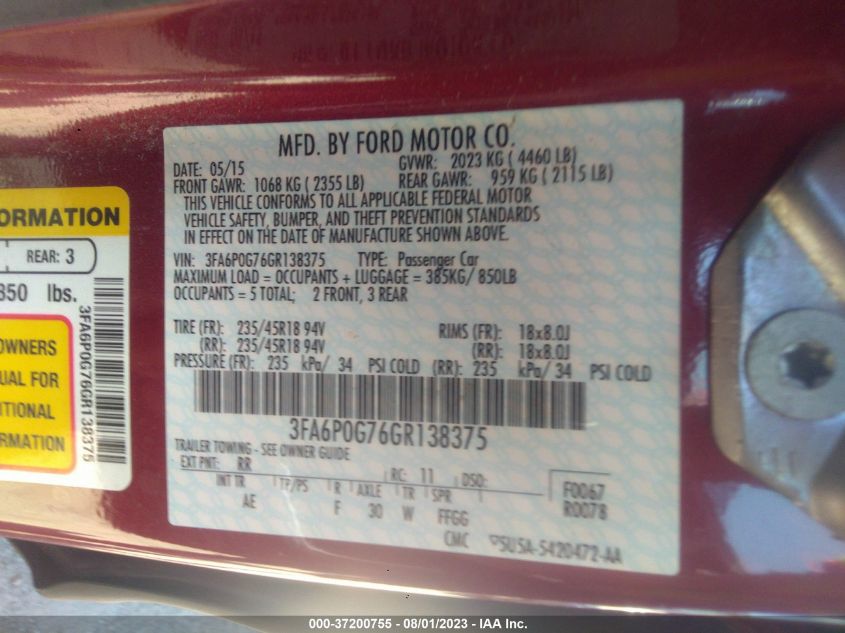 MFD. BY FORD MOTOR CO.
DATE: 05/15 GVWR: 2023 KG ( 4460 LB)
FRONT GAWR: 1068 KG ( 2355 LB) REAR GAWR: 959 KG ( 2115 LB)
THIS VEHICLE CONFORMS TO ALL APPLICABLE FEDERAL MOTOR
VEHICLE SAFETY, BUMPER, AND THEFT PREVENTION STANDARDS
IN EFFECT ON THE DATE OF MANUFACTURE SHOWN ABOVE.
VIN: 3FA6P0G76GR138375 TYPE: Passenger Car
MAXIMUM LOAD = OCCUPANTS + LUGGAGE = 385KG/ 850LB
OCCUPANTS = 5 TOTAL; 2 FRONT, 3 REAR
TIRE (FR): 235/45R18 94V RIMS (FR): 18x8.0J
(RR): 235/45R18 94V (RR): 18x8.0J
PRESSURE (FR): 235 kPa/ 34 PSI COLD (RR): 235 kPa/ 34 PSI COLD
3FA6P0G76GR138375
TRAILER TOWING - SEE OWNER GUIDE
EXT PNT: RR RC: 11 DSO: F0067
INT TR TP/PS R AXLE TR SPR R0078
AE F 30 W FFGG
CMC 5U5A-5420472-AA
ORMATION
REAR: 3
850 lbs.
OWNERS
UAL FOR
ITIONAL
RMATION
3FA6P0G76GR138375
000-37200755 - 08/01/2023 - IAA Inc.